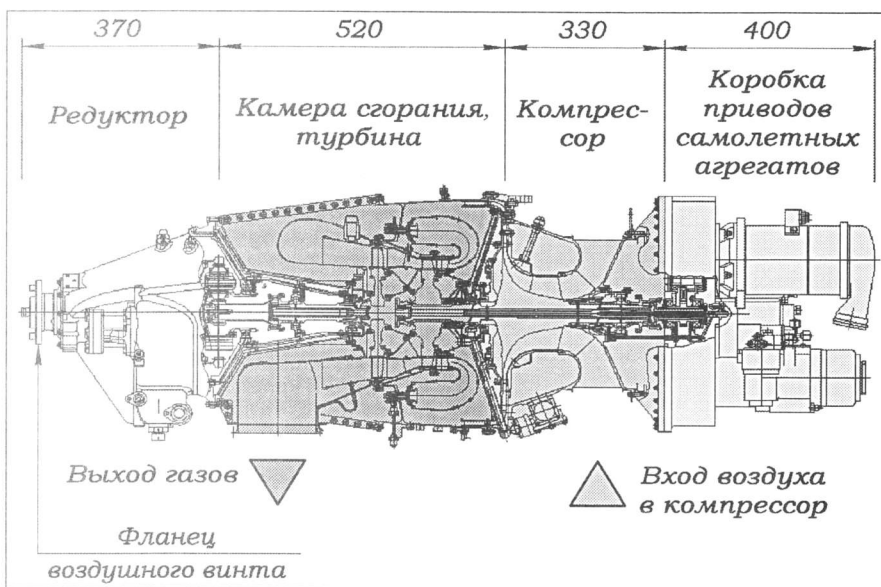 370
520
330
400
Редуктор
Камера сгорания,
турбина
Компрес-
сор
Коробка
приводов
самолетных
агрегатов
Выход газов
Вход воздуха
в компрессор
Фланец
воздушного винта